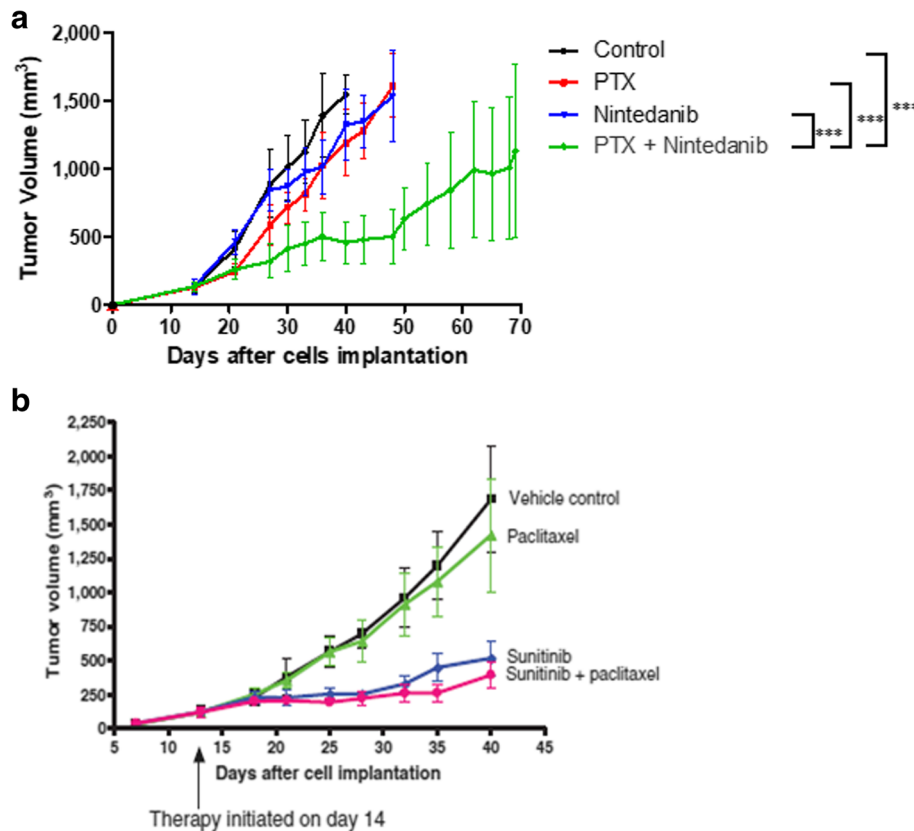 a
2,000
1,500
1,000
500
0
Tumor Volume (mm³)
0 10 20 30 40 50 60 70
Days after cells implantation
Control
PTX
Nintedanib
PTX + Nintedanib
*** *** ***
b
2,250
2,000
1,750
1,500
1,250
1,000
750
500
250
0
Tumor volume (mm³)
5 10 15 20 25 30 35 40 45
Days after cell implantation
Vehicle control
Paclitaxel
Sunitinib
Sunitinib + paclitaxel
Therapy initiated on day 14